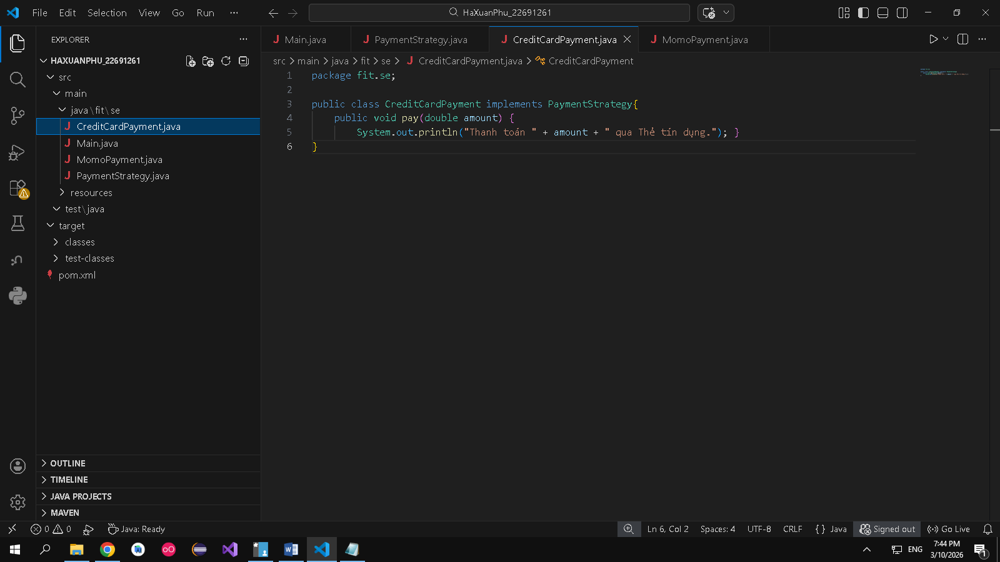 File Edit Selection View Go Run ···
HaXuanPhu_22691261
EXPLORER
HAXUANPHU_22691261
src
main
java\fit\se
CreditCardPayment.java
Main.java
MomoPayment.java
PaymentStrategy.java
resources
test\java
target
classes
test-classes
pom.xml
OUTLINE
TIMELINE
JAVA PROJECTS
MAVEN
Main.java PaymentStrategy.java CreditCardPayment.java MomoPayment.java
src > main > java > fit > se > CreditCardPayment.java > CreditCardPayment
1 package fit.se;
2
3 public class CreditCardPayment implements PaymentStrategy{
4 public void pay(double amount) {
5 System.out.println("Thanh toán " + amount + " qua Thẻ tín dụng."); }
6 }
0 0 Java: Ready Ln 6, Col 2 Spaces: 4 UTF-8 CRLF {} Java Signed out Go Live
ENG 7:44 PM
3/10/2026
1